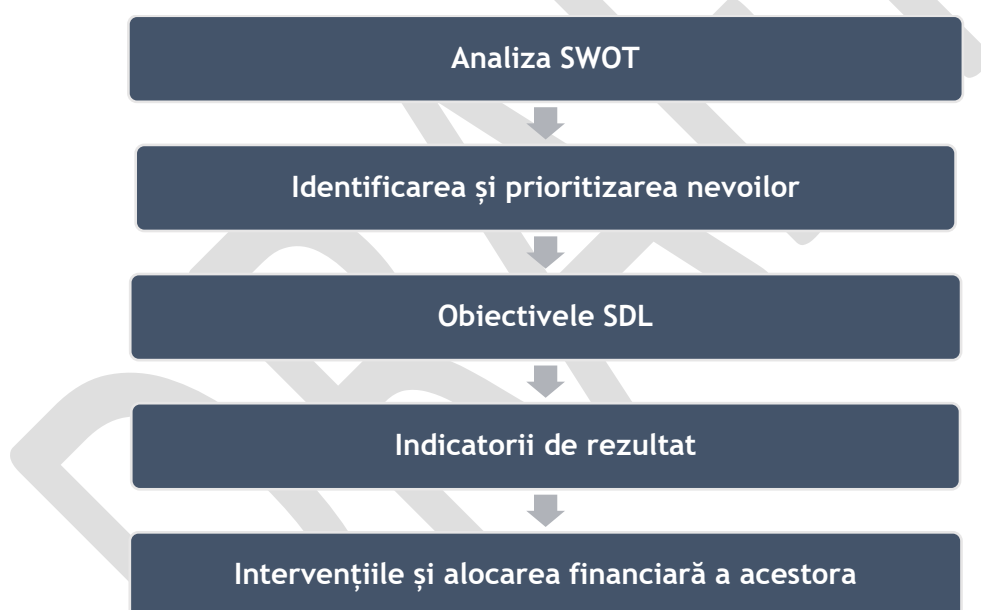 Analiza SWOT
Identificarea și prioritizarea nevoilor
Obiectivele SDL
Indicatorii de rezultat
Intervențiile și alocarea financiară a acestora